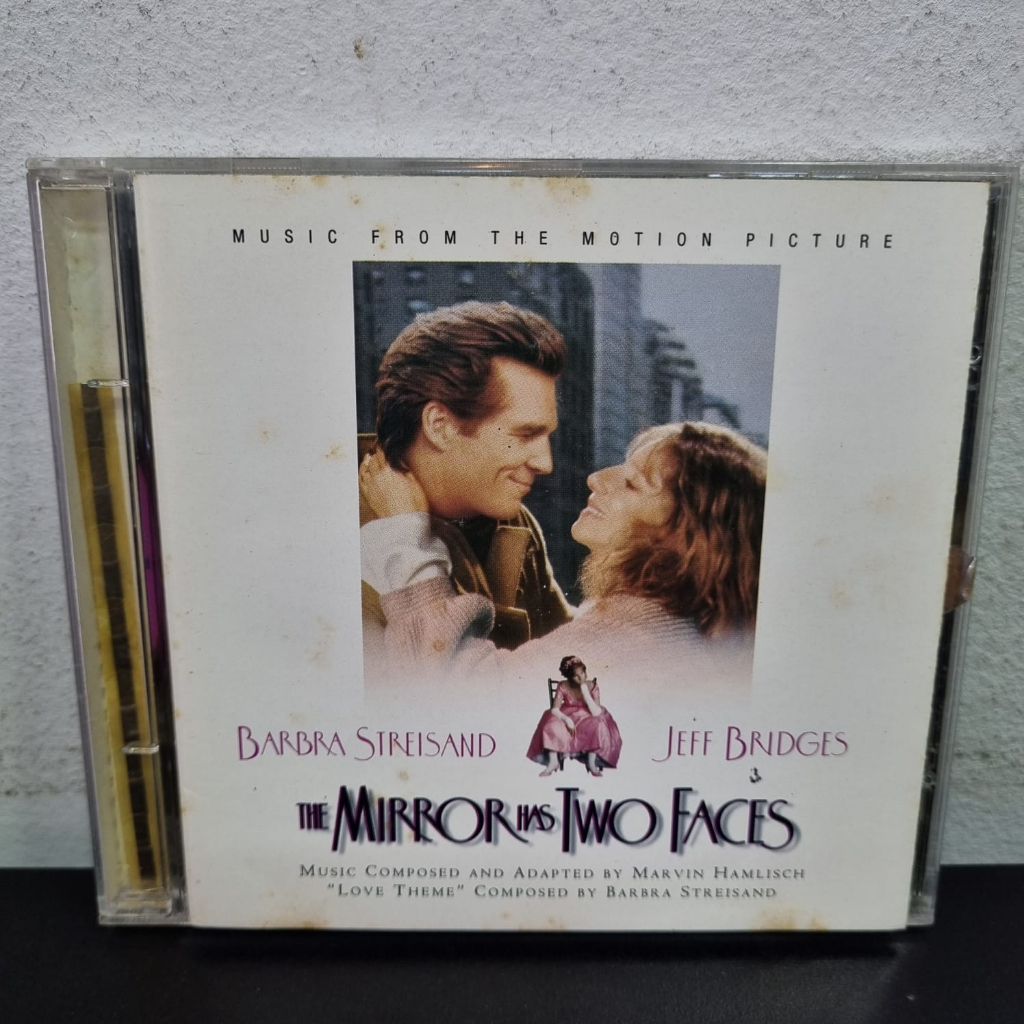 MUSIC FROM THE MOTION PICTURE
BARBRA STREISAND JEFF BRIDGES
THE MIRROR HAS TWO FACES
MUSIC COMPOSED AND ADAPTED BY MARVIN HAMLISCH
"LOVE THEME" COMPOSED BY BARBRA STREISAND